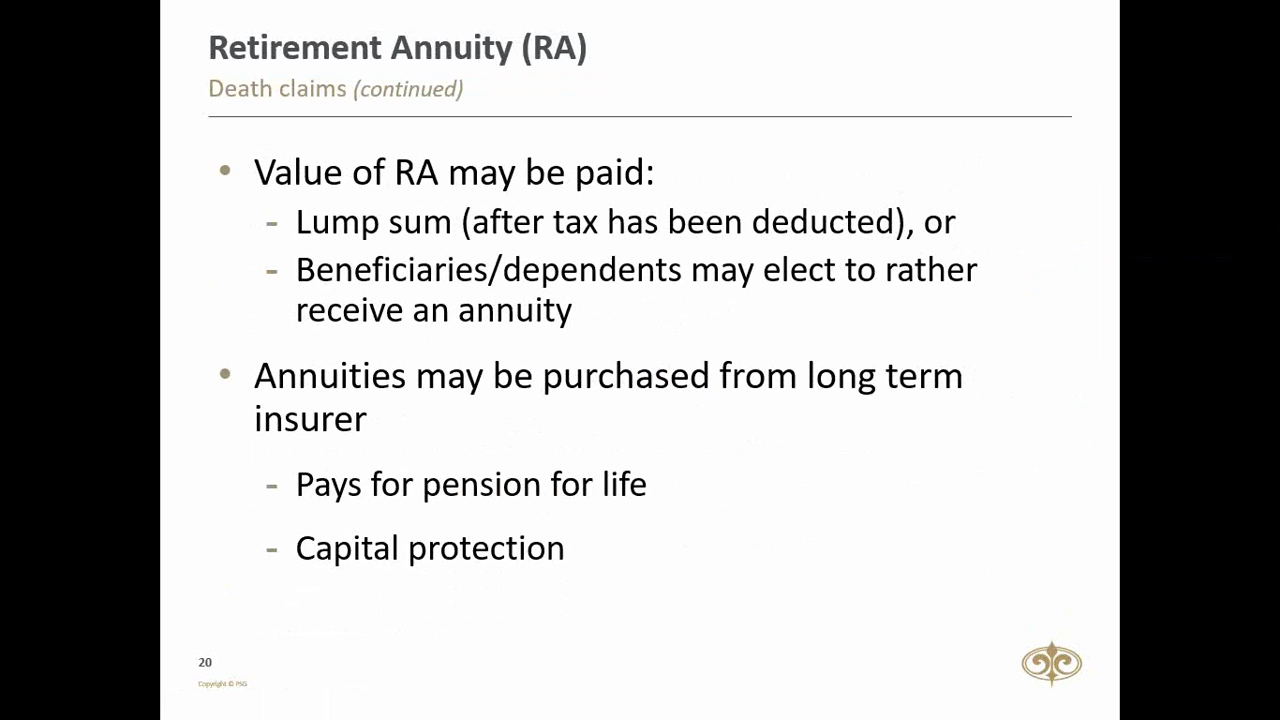 Retirement Annuity (RA)
Death claims (continued)
• Value of RA may be paid:
- Lump sum (after tax has been deducted), or
- Beneficiaries/dependents may elect to rather
receive an annuity
• Annuities may be purchased from long term
insurer
- Pays for pension for life
- Capital protection
20
Copyright © PSG